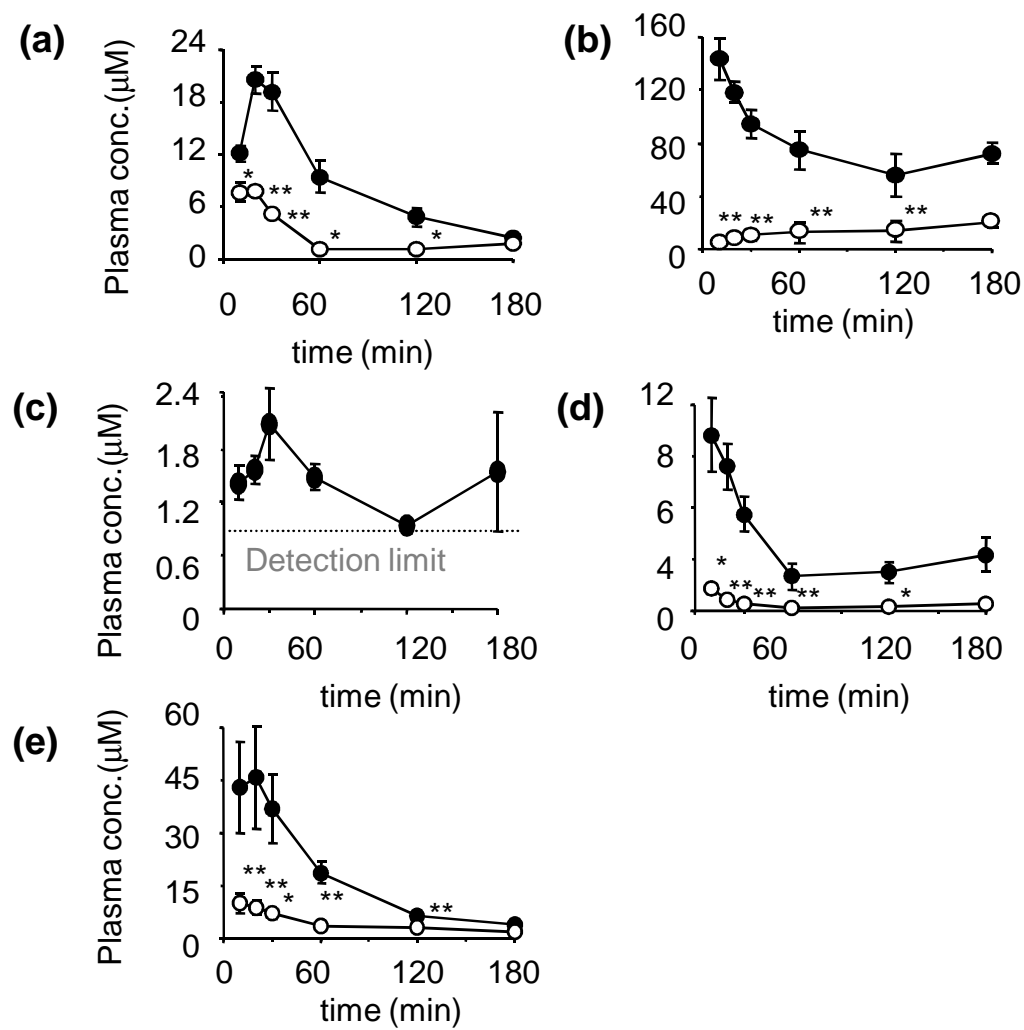 (a)
Plasma conc.(μM)
24
18
12
6
0
*
**
**
*
*
0 60 120 180
time (min)
(b)
160
120
80
40
0
** ** ** **
0 60 120 180
time (min)
(c)
Plasma conc.(μM)
2.4
1.8
1.2
0.6
0
Detection limit
0 60 120 180
time (min)
(d)
12
8
6
4
0
*
** ** ** *
0 60 120 180
time (min)
(e)
Plasma conc.(μM)
60
45
30
15
0
**
**
*
**
**
0 60 120 180
time (min)